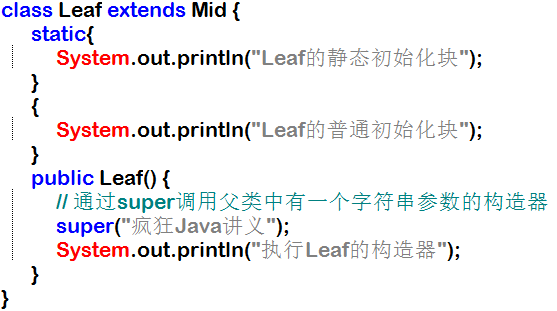 class Leaf extends Mid {
static{
System.out.println("Leaf的静态初始化块");
}
{
System.out.println("Leaf的普通初始化块");
}
public Leaf() {
// 通过super调用父类中有一个字符串参数的构造器
super("疯狂Java讲义");
System.out.println("执行Leaf的构造器");
}
}